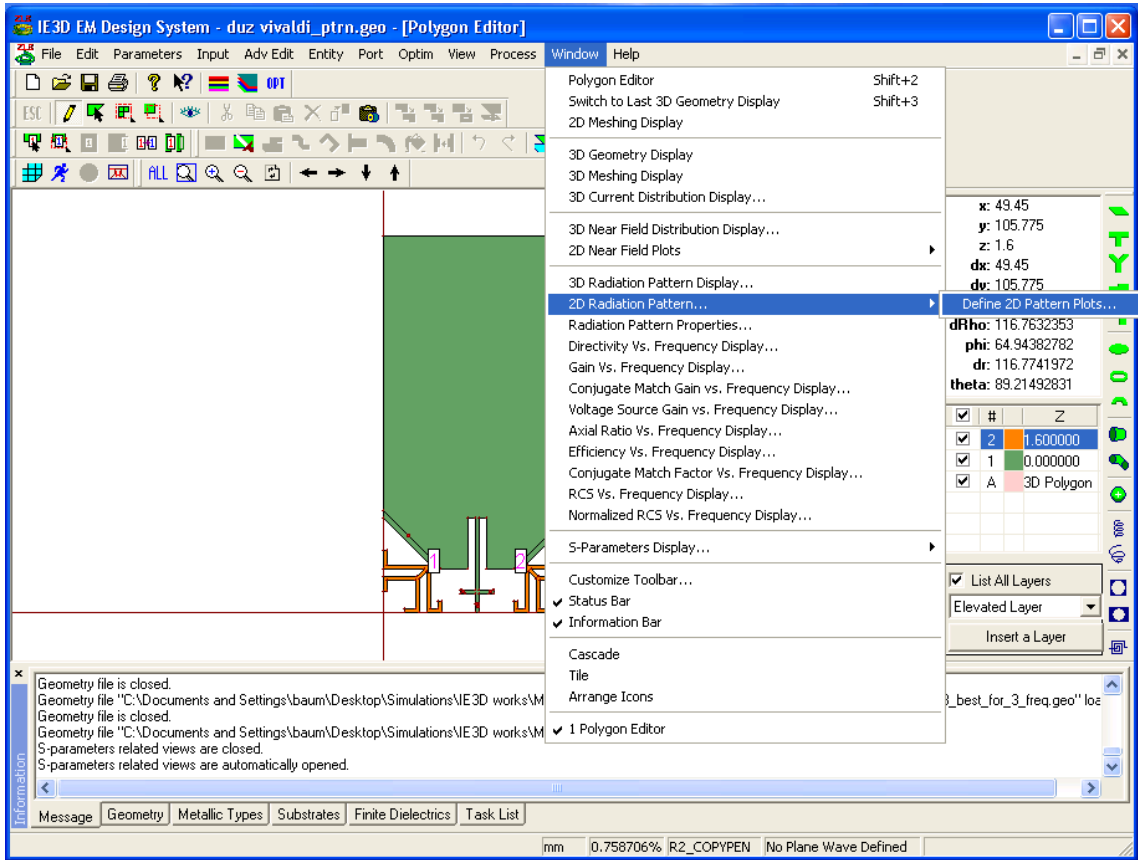 IE3D EM Design System - duz vivaldi_ptrn.geo - [Polygon Editor]
File Edit Parameters Input Adv Edit Entity Port Optim View Process Window Help
OPT
ESC
ALL
Polygon Editor Shift+2
Switch to Last 3D Geometry Display Shift+3
2D Meshing Display
3D Geometry Display
3D Meshing Display
3D Current Distribution Display...
3D Near Field Distribution Display...
2D Near Field Plots
3D Radiation Pattern Display...
2D Radiation Pattern...
Define 2D Pattern Plots...
Radiation Pattern Properties...
Directivity Vs. Frequency Display...
Gain Vs. Frequency Display...
Conjugate Match Gain vs. Frequency Display...
Voltage Source Gain vs. Frequency Display...
Axial Ratio Vs. Frequency Display...
Efficiency Vs. Frequency Display...
Conjugate Match Factor Vs. Frequency Display...
RCS Vs. Frequency Display...
Normalized RCS Vs. Frequency Display...
S-Parameters Display...
Customize Toolbar...
Status Bar
Information Bar
Cascade
Tile
Arrange Icons
1 Polygon Editor
x: 49.45
y: 105.775
z: 1.6
dx: 49.45
dy: 105.775
dRho: 116.7632353
phi: 64.94382782
dr: 116.7741972
theta: 89.21492831
# Z
2 1.600000
1 0.000000
A 3D Polygon
List All Layers
Elevated Layer
Insert a Layer
1 2
Geometry file is closed.
Geometry file "C:\Documents and Settings\baum\Desktop\Simulations\IE3D works\M
3_best_for_3_freq.geo" loa
Geometry file is closed.
Geometry file "C:\Documents and Settings\baum\Desktop\Simulations\IE3D works\M
S-parameters related views are closed.
S-parameters related views are automatically opened.
Information
Message Geometry Metallic Types Substrates Finite Dielectrics Task List
mm 0.758706% R2_COPYPEN No Plane Wave Defined